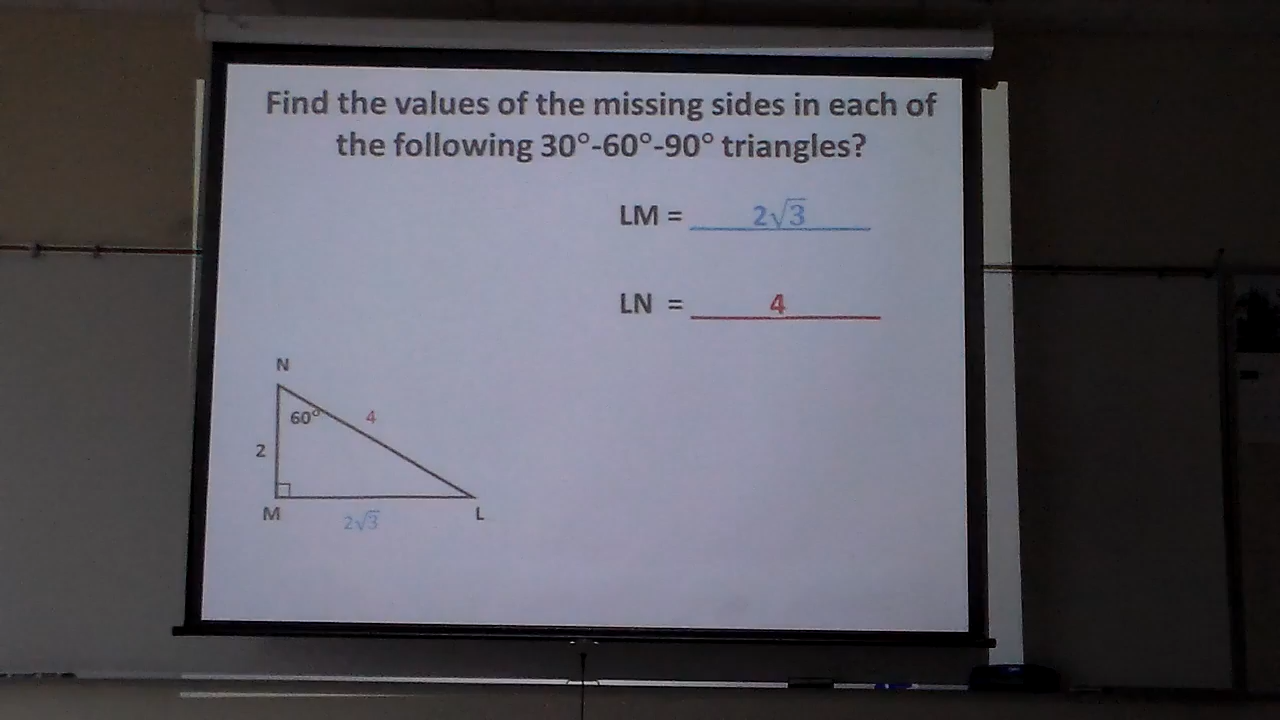 Find the values of the missing sides in each of
the following 30°-60°-90° triangles?
LM = 2√3
LN = 4
N
60°
4
2
M
2√3
L